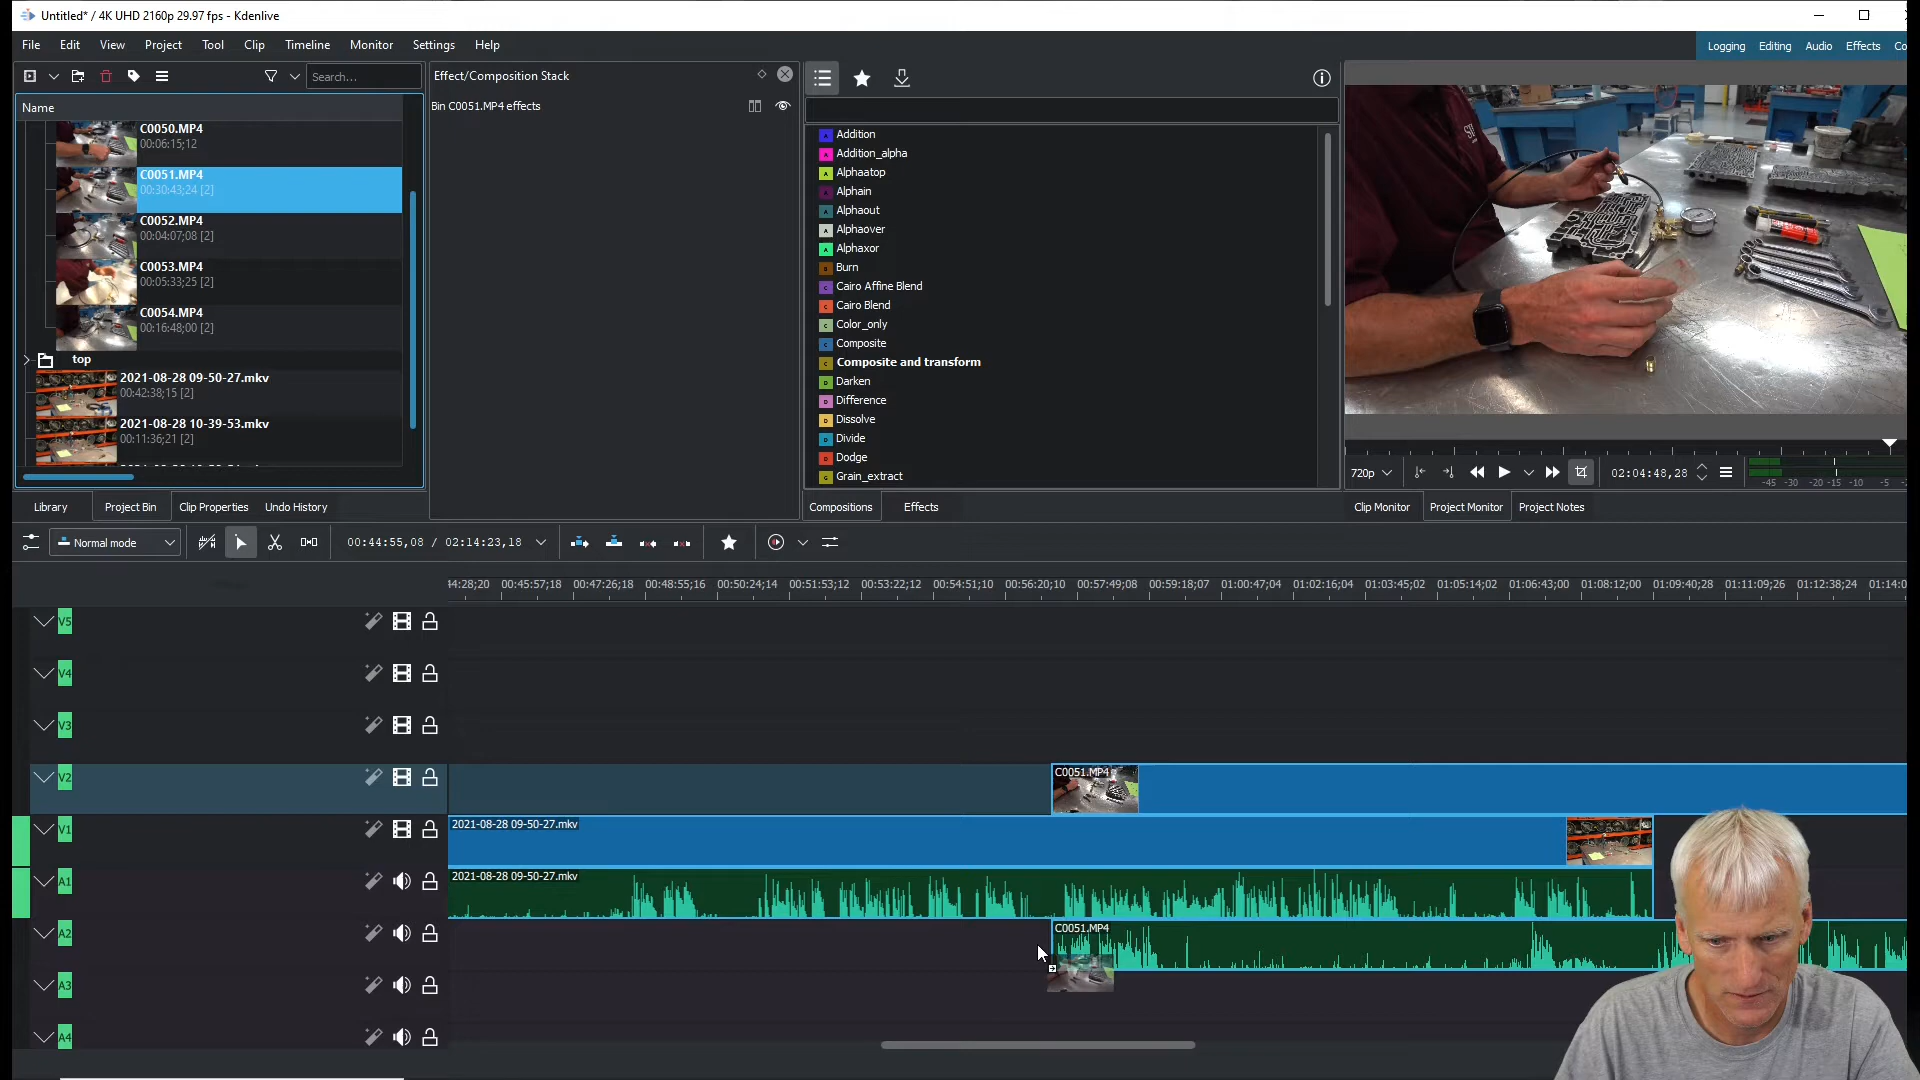 Untitled* / 4K UHD 2160p 29.97 fps - Kdenlive
File Edit View Project Tool Clip Timeline Monitor Settings Help
Logging Editing Audio Effects Co
Search...
Name
C0050.MP4
00:06:15;12
C0051.MP4
00:30:43;24 [2]
C0052.MP4
00:04:07;08 [2]
C0053.MP4
00:05:33;25 [2]
C0054.MP4
00:16:48;00 [2]
top
2021-08-28 09-50-27.mkv
00:42:38;15 [2]
2021-08-28 10-39-53.mkv
00:11:36;21 [2]
Library Project Bin Clip Properties Undo History
Effect/Composition Stack
Bin C0051.MP4 effects
Addition
Addition_alpha
Alphaatop
Alphain
Alphaout
Alphaover
Alphaxor
Burn
Cairo Affine Blend
Cairo Blend
Color_only
Composite
Composite and transform
Darken
Difference
Dissolve
Divide
Dodge
Grain_extract
Compositions Effects
720p 02:04:48,28
-45 -30 -20 -15 -10 -5
Clip Monitor Project Monitor Project Notes
Normal mode 00:44:55,08 / 02:14:23,18
44:28;20 00:45:57;18 00:47:26;18 00:48:55;16 00:50:24;14 00:51:53;12 00:53:22;12 00:54:51;10 00:56:20;10 00:57:49;08 00:59:18;07 01:00:47;04 01:02:16;04 01:03:45;02 01:05:14;02 01:06:43;00 01:08:12;00 01:09:40;28 01:11:09;26 01:12:38;24 01:14:0
V5
V4
V3
V2
C0051.MP4
V1
2021-08-28 09-50-27.mkv
A1
2021-08-28 09-50-27.mkv
A2
C0051.MP4
A3
A4